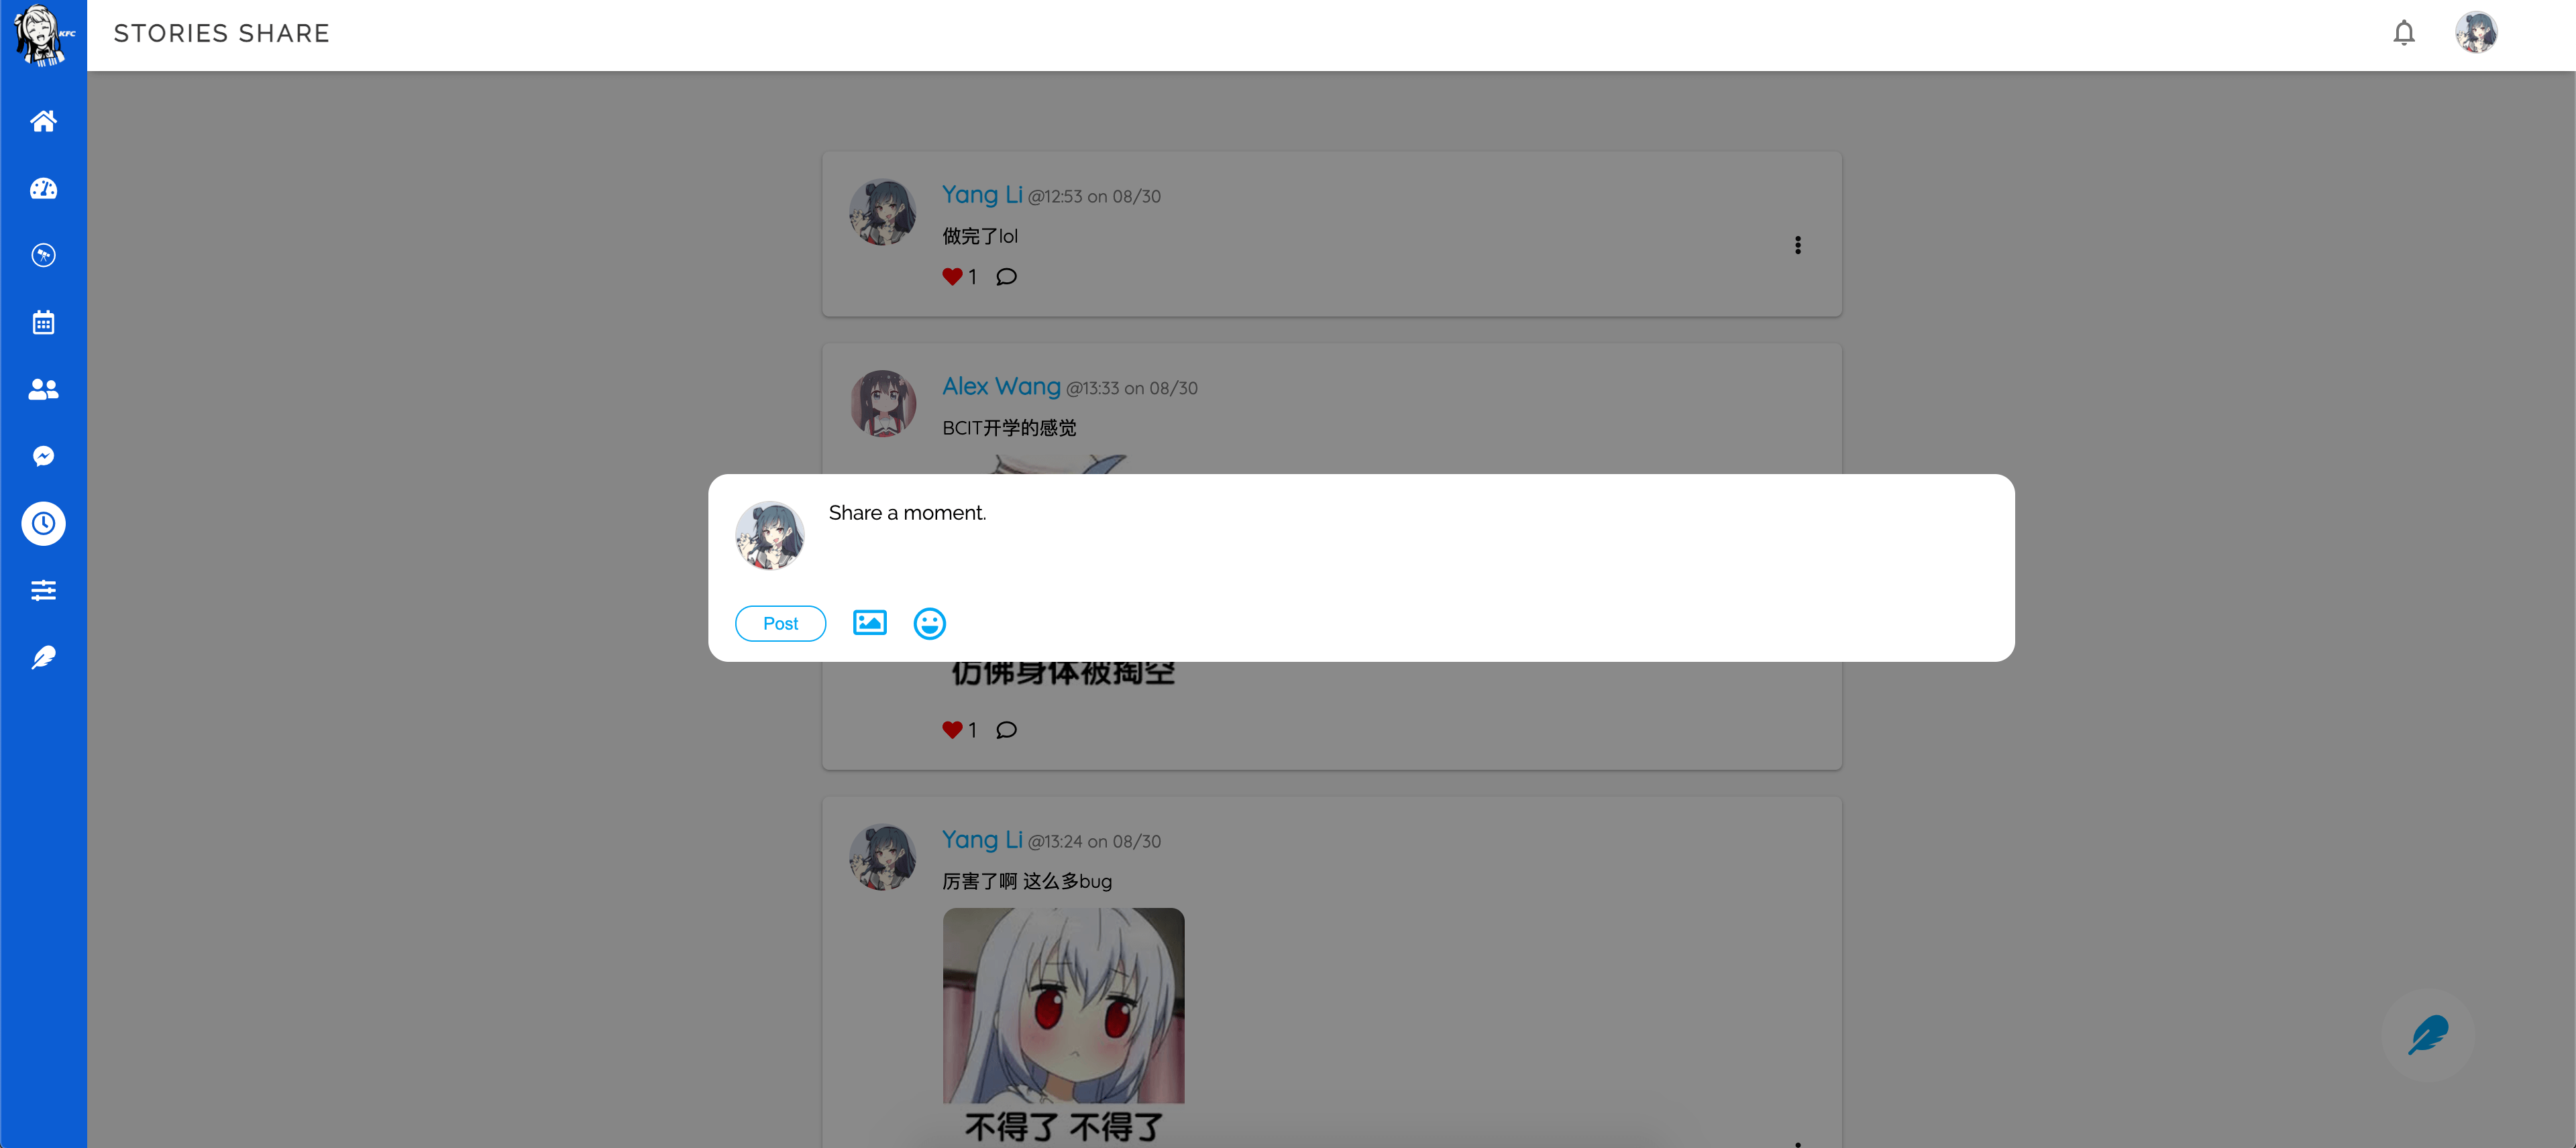 KFC
STORIES SHARE
Yang Li @12:53 on 08/30
做完了lol
1
Alex Wang @13:33 on 08/30
BCIT开学的感觉
Share a moment.
Post
仿佛身体被掏空
1
Yang Li @13:24 on 08/30
厉害了啊 这么多bug
不得了 不得了